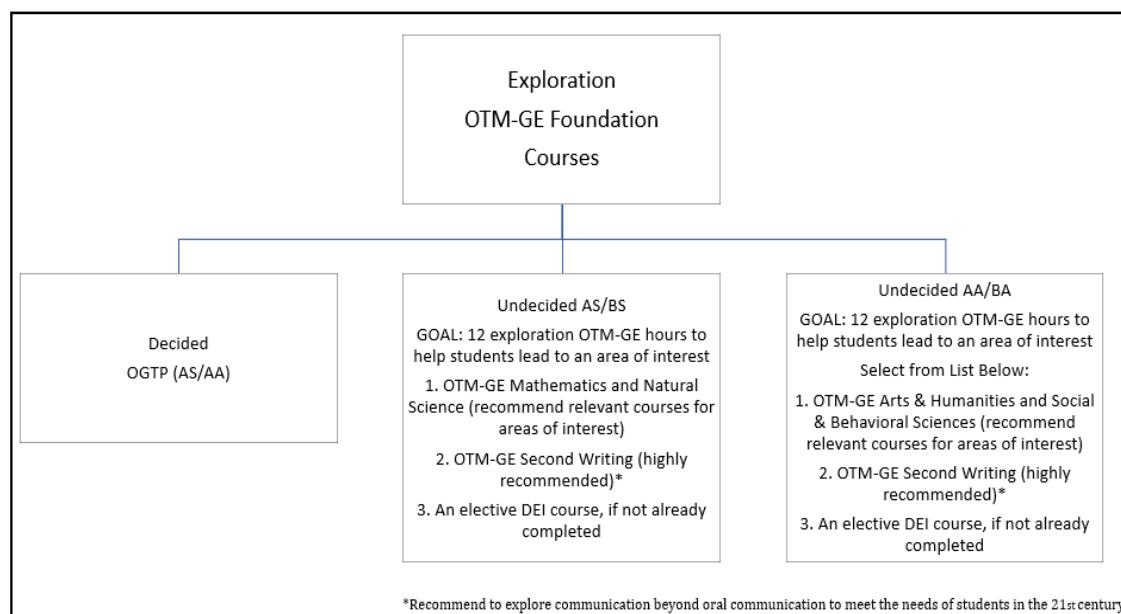 Exploration
OTM-GE Foundation
Courses
Decided
OGTP (AS/AA)
Undecided AS/BS
GOAL: 12 exploration OTM-GE hours to
help students lead to an area of interest
1. OTM-GE Mathematics and Natural
Science (recommend relevant courses for
areas of interest)
2. OTM-GE Second Writing (highly
recommended)*
3. An elective DEI course, if not already
completed
Undecided AA/BA
GOAL: 12 exploration OTM-GE hours to
help students lead to an area of interest
Select from List Below:
1. OTM-GE Arts & Humanities and Social
& Behavioral Sciences (recommend
relevant courses for areas of interest)
2. OTM-GE Second Writing (highly
recommended)*
3. An elective DEI course, if not already
completed
*Recommend to explore communication beyond oral communication to meet the needs of students in the 21st century